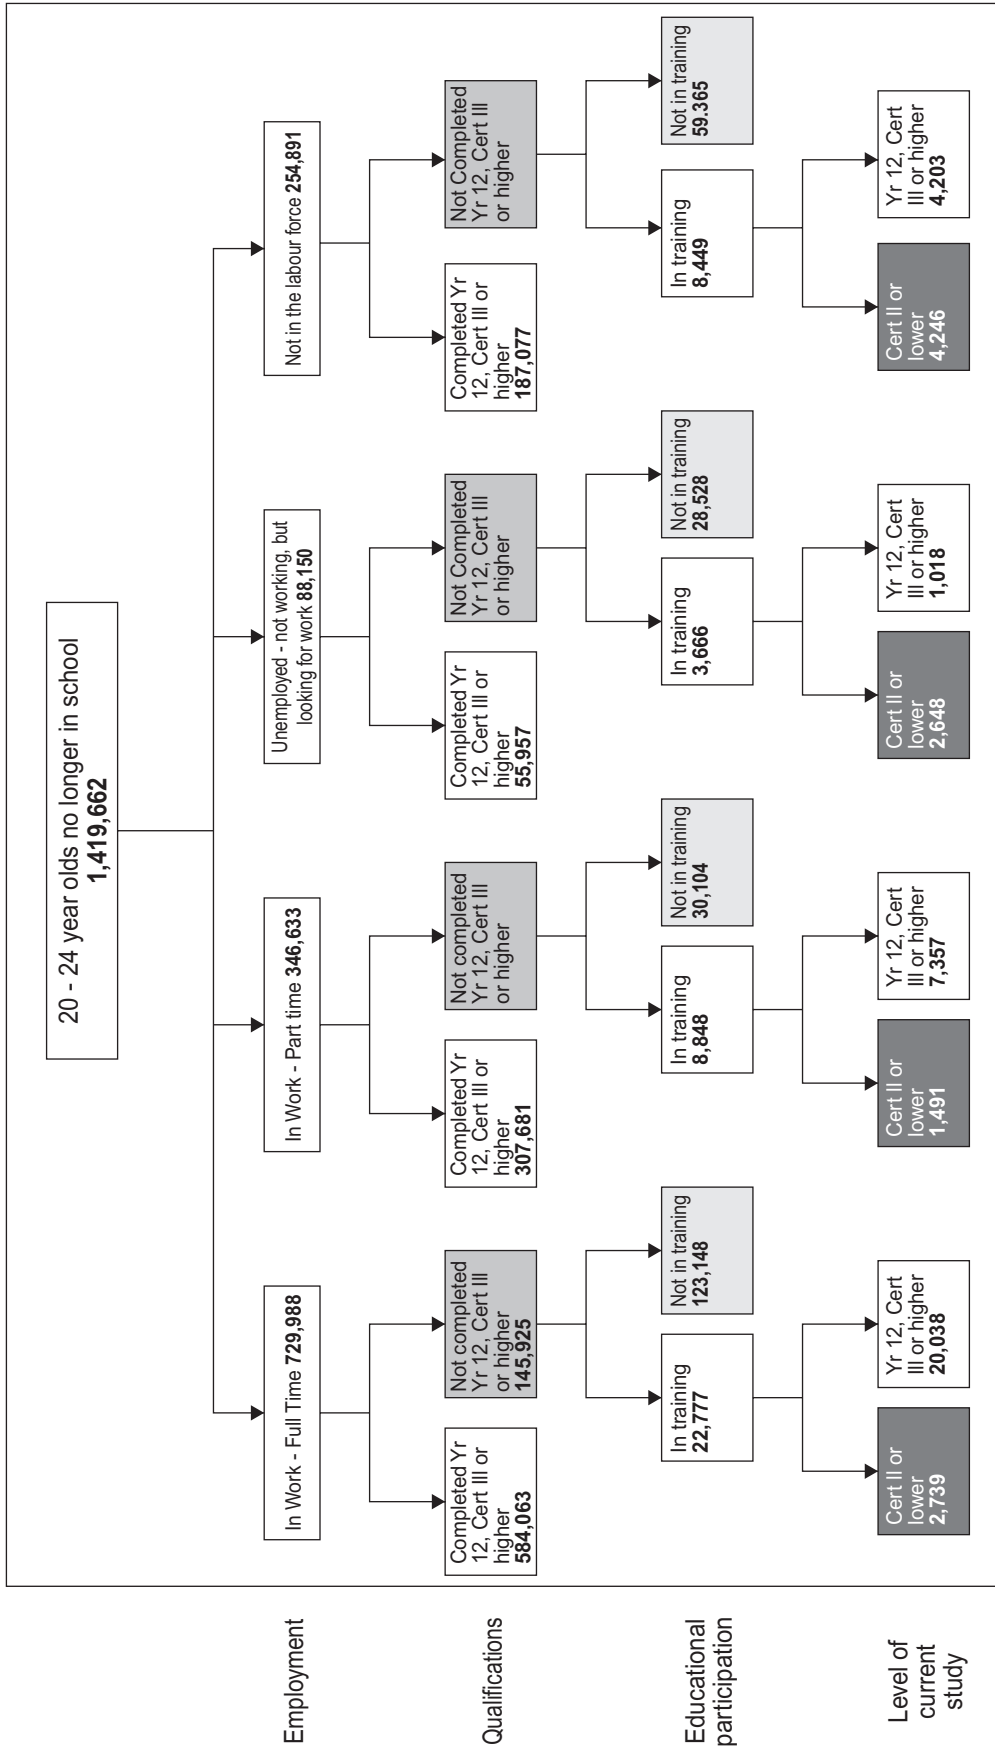 20 - 24 year olds no longer in school
1,419,662
Employment
In Work - Full Time 729,988
In Work - Part time 346,633
Unemployed - not working, but
looking for work 88,150
Not in the labour force 254,891
Qualifications
Completed Yr
12, Cert III or
higher
584,063
Not completed
Yr 12, Cert III
or higher
145,925
Completed Yr
12, Cert III or
higher
307,681
Not completed
Yr 12, Cert III
or higher
Completed Yr
12, Cert III or
higher
55,957
Not Completed
Yr 12, Cert III
or higher
Completed Yr
12, Cert III or
higher
187,077
Not Completed
Yr 12, Cert III
or higher
Educational
participation
In training
22,777
Not in training
123,148
In training
8,848
Not in training
30,104
In training
3,666
Not in training
28,528
In training
8,449
Not in training
59.365
Level of
current
study
Cert II or
lower
2,739
Yr 12, Cert
III or higher
20,038
Cert II or
lower
1,491
Yr 12, Cert
III or higher
7,357
Cert II or
lower
2,648
Yr 12, Cert
III or higher
1,018
Cert II or
lower
4,246
Yr 12, Cert
III or higher
4,203